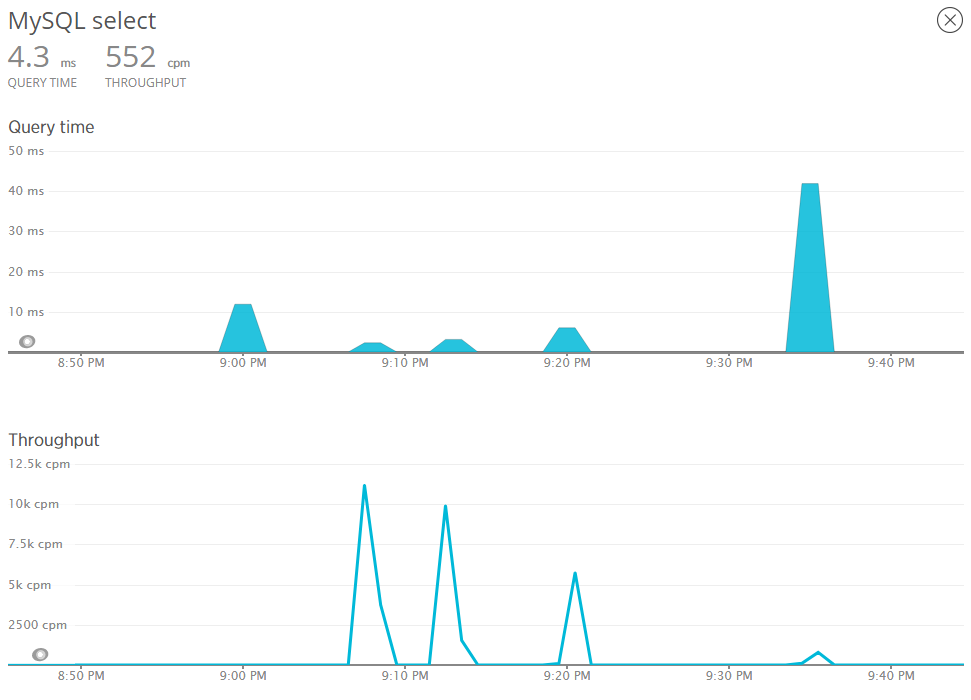 MySQL select
4.3 ms 552 cpm
QUERY TIME THROUGHPUT
Query time
50 ms
40 ms
30 ms
20 ms
10 ms
8:50 PM 9:00 PM 9:10 PM 9:20 PM 9:30 PM 9:40 PM
Throughput
12.5k cpm
10k cpm
7.5k cpm
5k cpm
2500 cpm
8:50 PM 9:00 PM 9:10 PM 9:20 PM 9:30 PM 9:40 PM